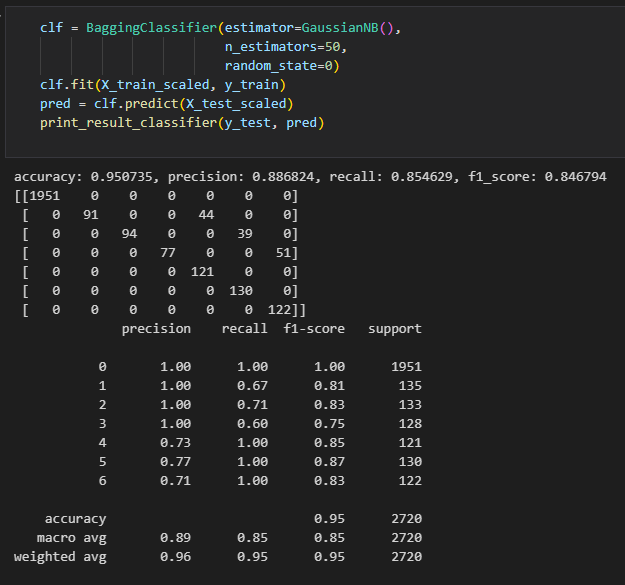 clf = BaggingClassifier(estimator=GaussianNB(),
                        n_estimators=50,
                        random_state=0)
clf.fit(X_train_scaled, y_train)
pred = clf.predict(X_test_scaled)
print_result_classifier(y_test, pred)
accuracy: 0.950735, precision: 0.886824, recall: 0.854629, f1_score: 0.846794
[[1951    0    0    0    0    0    0]
 [   0   91    0    0   44    0    0]
 [   0    0   94    0    0   39    0]
 [   0    0    0   77    0    0   51]
 [   0    0    0    0  121    0    0]
 [   0    0    0    0    0  130    0]
 [   0    0    0    0    0    0  122]]
              precision    recall  f1-score   support
           0       1.00      1.00      1.00      1951
           1       1.00      0.67      0.81       135
           2       1.00      0.71      0.83       133
           3       1.00      0.60      0.75       128
           4       0.73      1.00      0.85       121
           5       0.77      1.00      0.87       130
           6       0.71      1.00      0.83       122
    accuracy                           0.95      2720
   macro avg       0.89      0.85      0.85      2720
weighted avg       0.96      0.95      0.95      2720